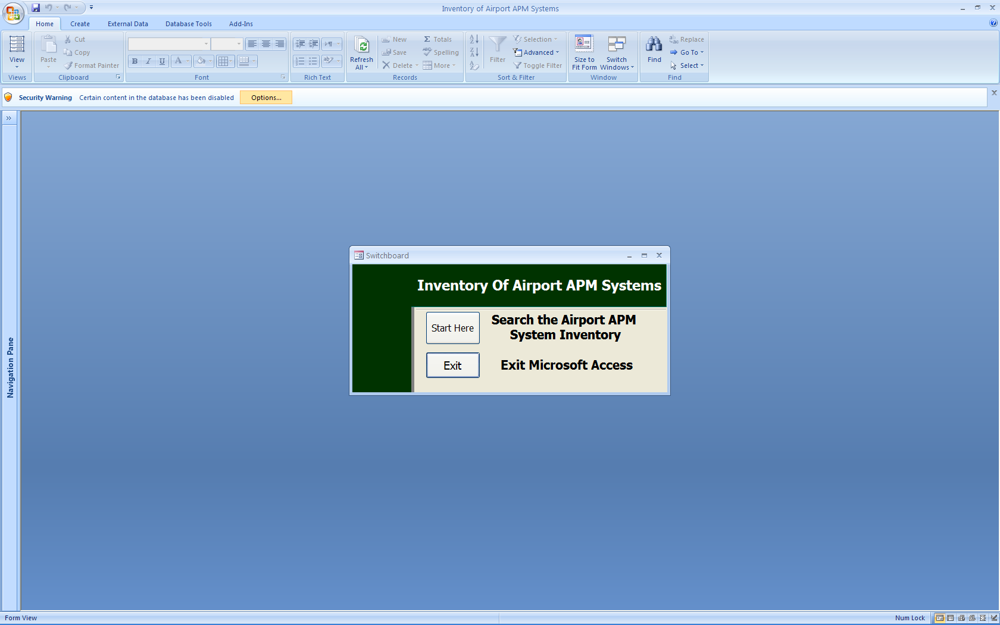 Inventory of Airport APM Systems
Home Create External Data Database Tools Add-Ins
View
Views
Paste
Cut
Copy
Format Painter
Clipboard
B I U A
Font
ab
Rich Text
Refresh
All
New
Save
Delete
Σ Totals
Spelling
More
Records
Filter
Selection
Advanced
Toggle Filter
Sort & Filter
Size to
Fit Form
Switch
Windows
Window
Find
Replace
Go To
Select
Find
Security Warning Certain content in the database has been disabled Options...
Navigation Pane
Switchboard
Inventory Of Airport APM Systems
Start Here
Search the Airport APM
System Inventory
Exit
Exit Microsoft Access
Form View
Num Lock